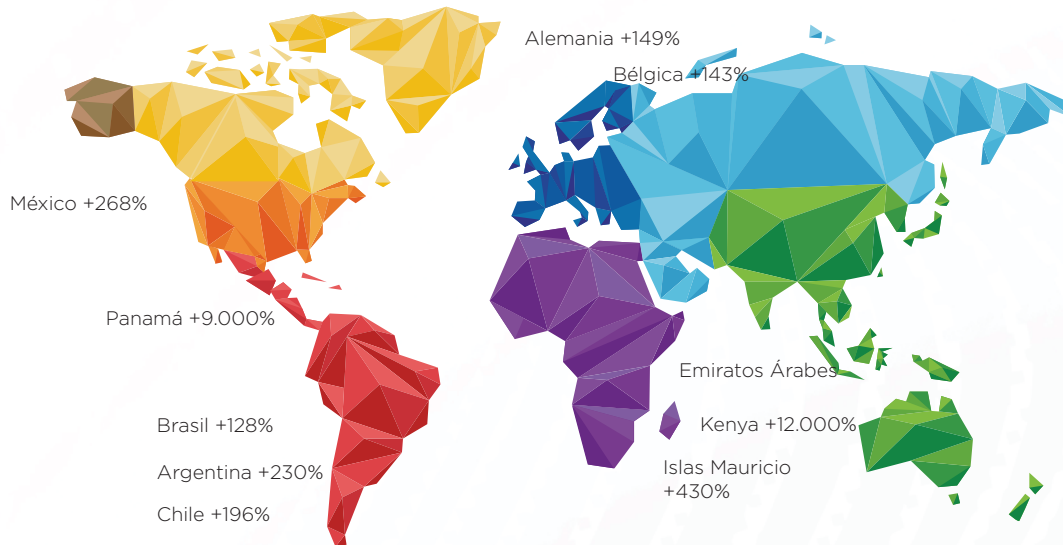 Alemania +149%
Bélgica +143%
México +268%
Panamá +9.000%
Emiratos Árabes
Brasil +128%
Kenya +12.000%
Argentina +230%
Islas Mauricio
+430%
Chile +196%